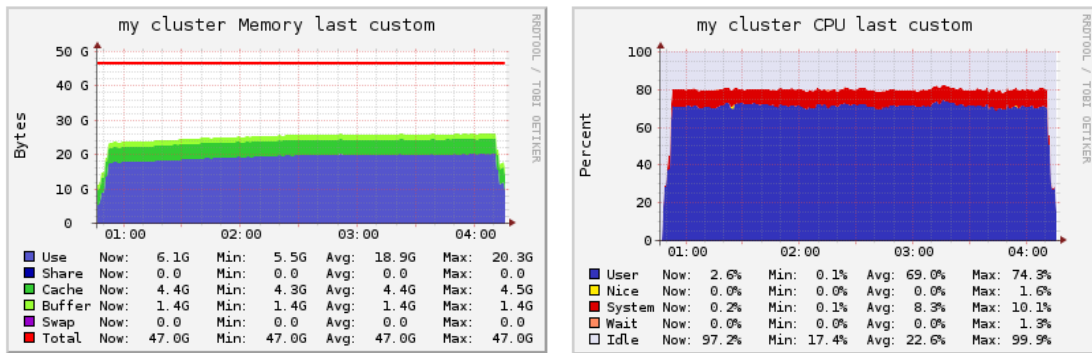 my cluster Memory last custom
RRDTOOL / TOBI OETIKER
Bytes
50 G
40 G
30 G
20 G
10 G
0
01:00 02:00 03:00 04:00
Use Now: 6.1G Min: 5.5G Avg: 18.9G Max: 20.3G
Share Now: 0.0 Min: 0.0 Avg: 0.0 Max: 0.0
Cache Now: 4.4G Min: 4.3G Avg: 4.4G Max: 4.5G
Buffer Now: 1.4G Min: 1.4G Avg: 1.4G Max: 1.4G
Swap Now: 0.0 Min: 0.0 Avg: 0.0 Max: 0.0
Total Now: 47.0G Min: 47.0G Avg: 47.0G Max: 47.0G
my cluster CPU last custom
RRDTOOL / TOBI OETIKER
Percent
100
80
60
40
20
0
01:00 02:00 03:00 04:00
User Now: 2.6% Min: 0.1% Avg: 69.0% Max: 74.3%
Nice Now: 0.0% Min: 0.0% Avg: 0.0% Max: 1.6%
System Now: 0.2% Min: 0.1% Avg: 8.3% Max: 10.1%
Wait Now: 0.0% Min: 0.0% Avg: 0.0% Max: 1.3%
Idle Now: 97.2% Min: 17.4% Avg: 22.6% Max: 99.9%